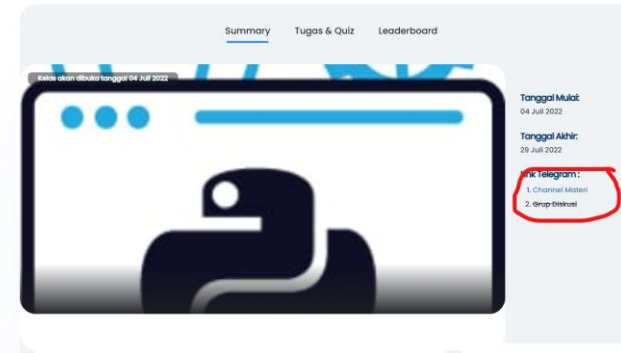 Summary Tugas & Quiz Leaderboard
Kelas akan dibuka tanggal 04 Juli 2022
Tanggal Mulai:
04 Juli 2022
Tanggal Akhir:
29 Juli 2022
Link Telegram :
1. Channel Materi
2. Grup Diskusi